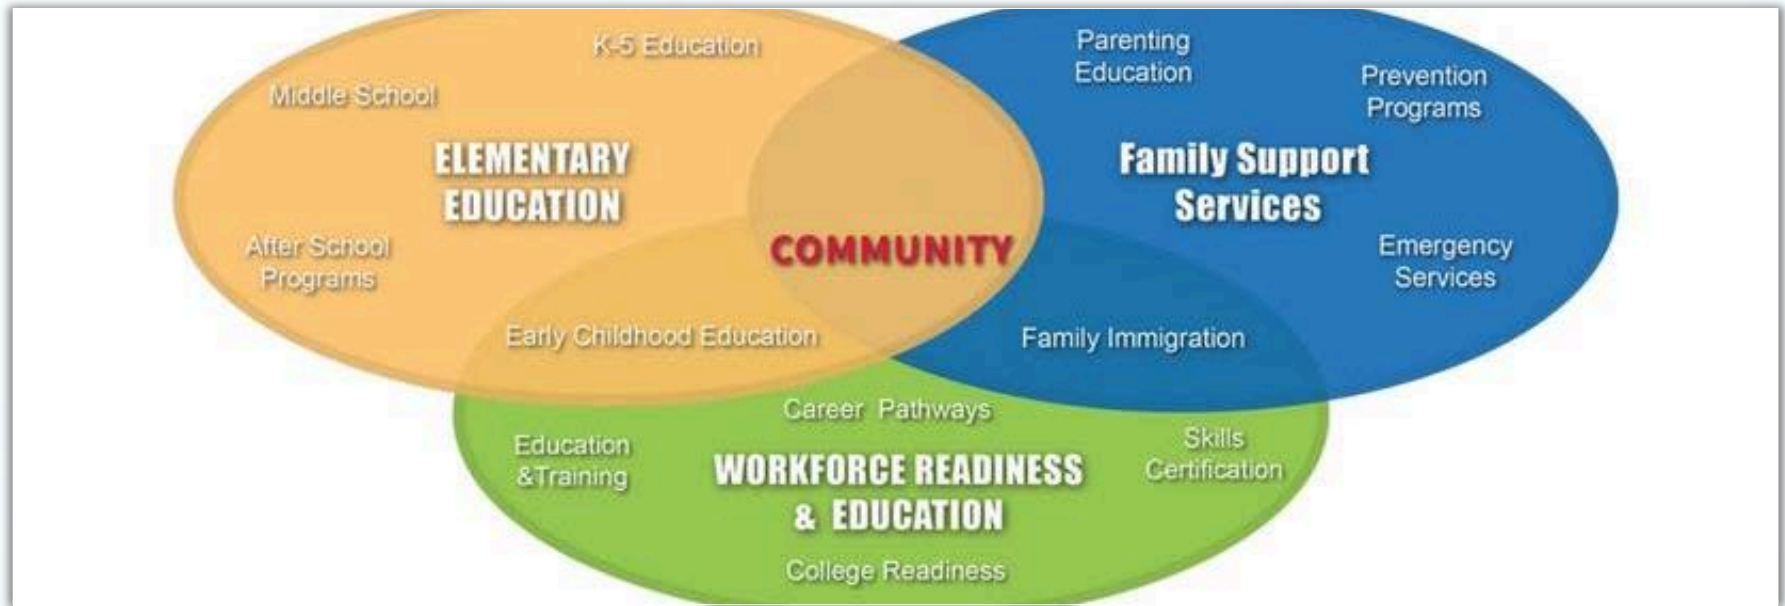 K-5 Education
Middle School
ELEMENTARY
EDUCATION
After School
Programs
Early Childhood Education
COMMUNITY
Parenting
Education
Prevention
Programs
Family Support
Services
Emergency
Services
Family Immigration
Career Pathways
Education
&Training
Skills
Certification
WORKFORCE READINESS
& EDUCATION
College Readiness